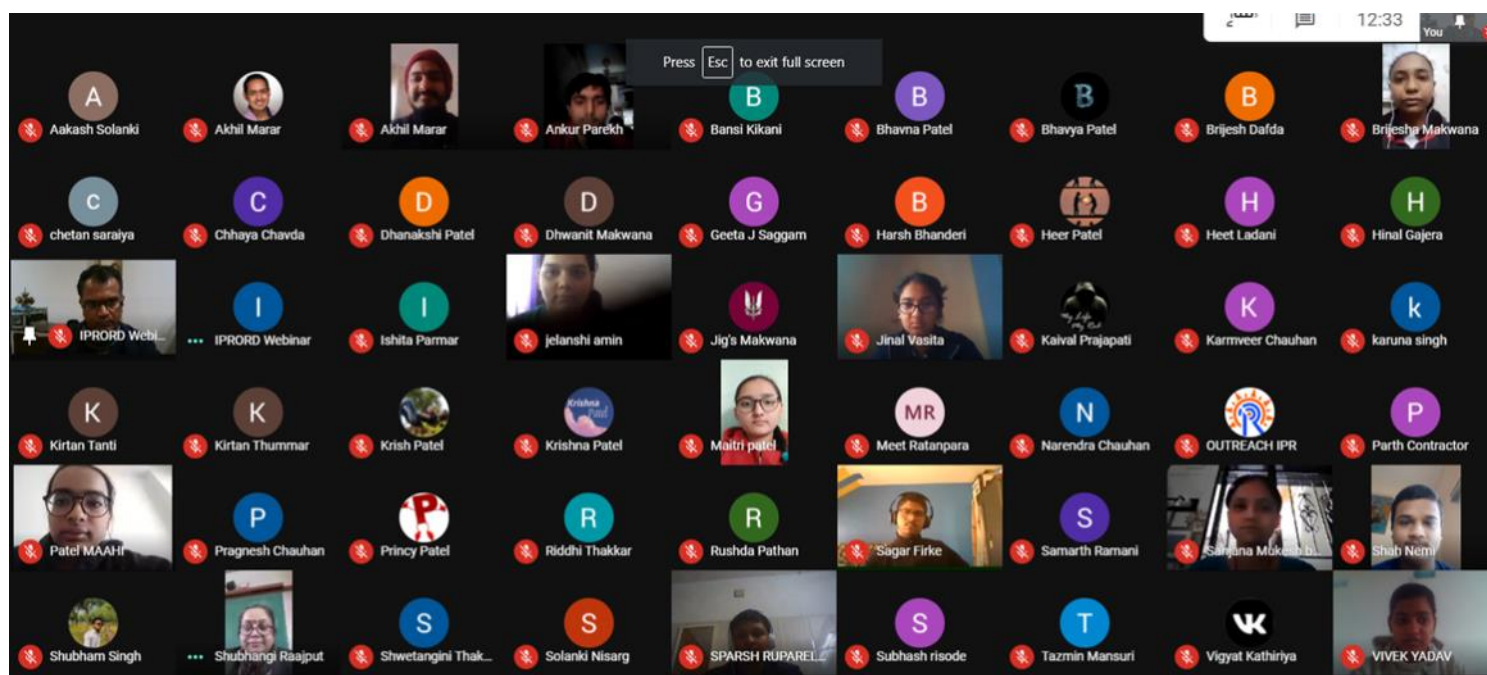 12:33
You
Press Esc to exit full screen
A
B
B
B
B
Aakash Solanki
Akhil Marar
Akhil Marar
Ankur Parekh
Bansi Kikani
Bhavna Patel
Bhavya Patel
Brijesh Dafda
Brijesha Makwana
c
C
D
D
G
B
H
H
chetan saraiya
Chhaya Chavda
Dhanakshi Patel
Dhwanit Makwana
Geeta J Saggam
Harsh Bhanderi
Heer Patel
Heet Ladani
Hinal Gajera
I
I
My Life
K
k
IPRORD Webi...
IPRORD Webinar
Ishita Parmar
jelanshi amin
Jig's Makwana
Jinal Vasita
Kaival Prajapati
Karmveer Chauhan
karuna singh
K
K
Krishna
Patel
MR
N
P
Kirtan Tanti
Kirtan Thummar
Krish Patel
Krishna Patel
Maitri patel
Meet Ratanpara
Narendra Chauhan
OUTREACH IPR
Parth Contractor
P
P
R
R
S
Patel MAAHI
Pragnesh Chauhan
Princy Patel
Riddhi Thakkar
Rushda Pathan
Sagar Firke
Samarth Ramani
Sanjana Mukesh b...
Shah Nemi
S
S
S
T
VK
Shubham Singh
Shubhangi Raajput
Shwetangini Thak...
Solanki Nisarg
SPARSH RUPAREL...
Subhash risode
Tazmin Mansuri
Vigyat Kathiriya
VIVEK YADAV